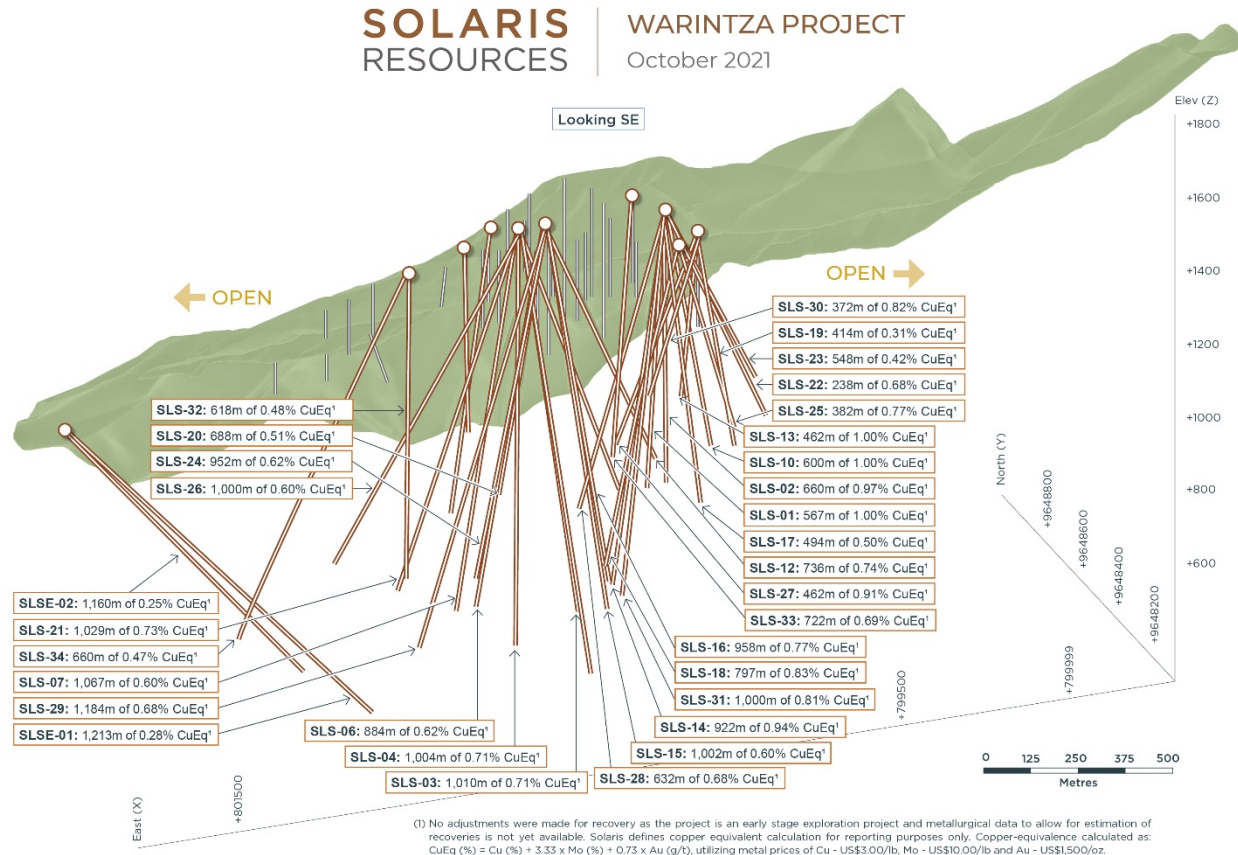 SOLARIS
RESOURCES
WARINTZA PROJECT
October 2021
Looking SE
Elev (Z)
+1800
+1600
+1400
+1200
+1000
+800
+600
OPEN
OPEN
SLS-30: 372m of 0.82% CuEq¹
SLS-19: 414m of 0.31% CuEq¹
SLS-23: 548m of 0.42% CuEq¹
SLS-22: 238m of 0.68% CuEq¹
SLS-25: 382m of 0.77% CuEq¹
SLS-13: 462m of 1.00% CuEq¹
SLS-10: 600m of 1.00% CuEq¹
SLS-02: 660m of 0.97% CuEq¹
SLS-01: 567m of 1.00% CuEq¹
SLS-17: 494m of 0.50% CuEq¹
SLS-12: 736m of 0.74% CuEq¹
SLS-27: 462m of 0.91% CuEq¹
SLS-33: 722m of 0.69% CuEq¹
SLS-32: 618m of 0.48% CuEq¹
SLS-20: 688m of 0.51% CuEq¹
SLS-24: 952m of 0.62% CuEq¹
SLS-26: 1,000m of 0.60% CuEq¹
SLSE-02: 1,160m of 0.25% CuEq¹
SLS-21: 1,029m of 0.73% CuEq¹
SLS-34: 660m of 0.47% CuEq¹
SLS-07: 1,067m of 0.60% CuEq¹
SLS-29: 1,184m of 0.68% CuEq¹
SLSE-01: 1,213m of 0.28% CuEq¹
SLS-06: 884m of 0.62% CuEq¹
SLS-04: 1,004m of 0.71% CuEq¹
SLS-03: 1,010m of 0.71% CuEq¹
SLS-16: 958m of 0.77% CuEq¹
SLS-18: 797m of 0.83% CuEq¹
SLS-31: 1,000m of 0.81% CuEq¹
SLS-14: 922m of 0.94% CuEq¹
SLS-15: 1,002m of 0.60% CuEq¹
SLS-28: 632m of 0.68% CuEq¹
North (Y)
+9648800
+9648600
+9648400
+9648200
+799999
+799500
+801500
East (X)
0 125 250 375 500
Metres
(1) No adjustments were made for recovery as the project is an early stage exploration project and metallurgical data to allow for estimation of
recoveries is not yet available. Solaris defines copper equivalent calculation for reporting purposes only. Copper-equivalence calculated as:
CuEq (%) = Cu (%) + 3.33 x Mo (%) + 0.73 x Au (g/t), utilizing metal prices of Cu - US$3.00/lb, Mo - US$10.00/lb and Au - US$1,500/oz.